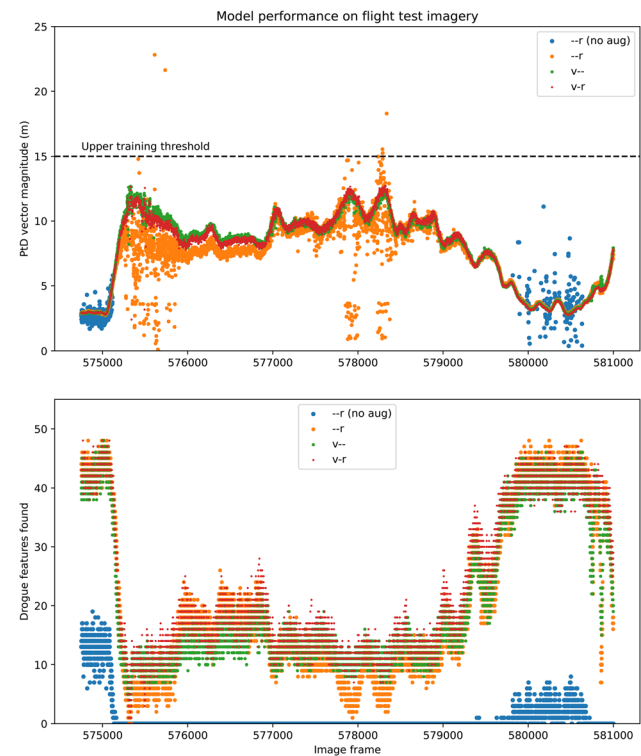 Model performance on flight test imagery
25
20
15
10
5
0
PtD vector magnitude (m)
Upper training threshold
--r (no aug)
--r
v--
v-r
575000 576000 577000 578000 579000 580000 581000
50
40
30
20
10
0
Drogue features found
--r (no aug)
--r
v--
v-r
575000 576000 577000 578000 579000 580000 581000
Image frame